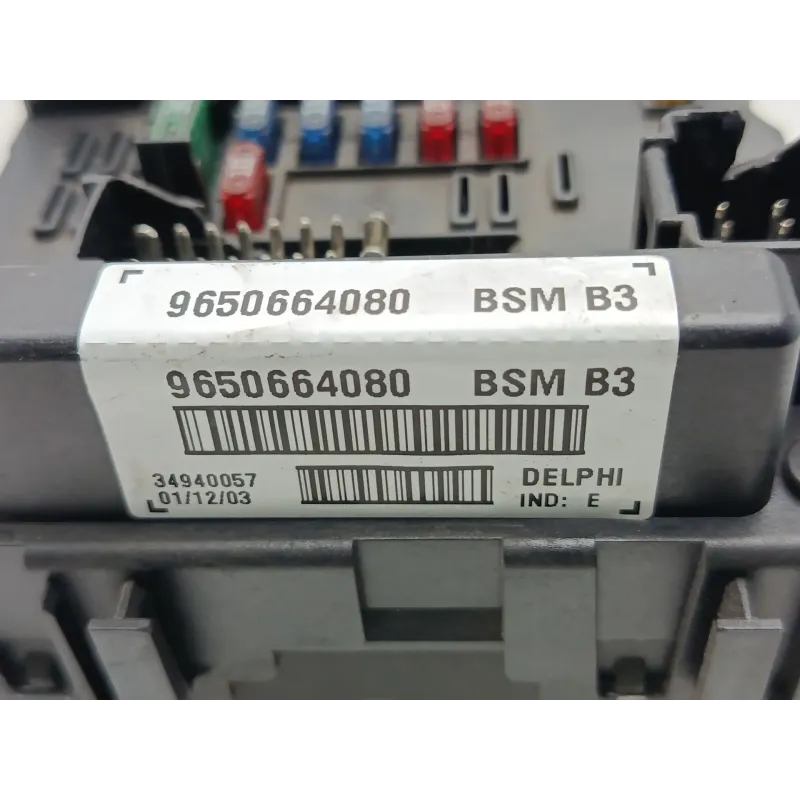 9650664080 BSM B3
9650664080 BSM B3
34940057 DELPHI
01/12/03 IND: E